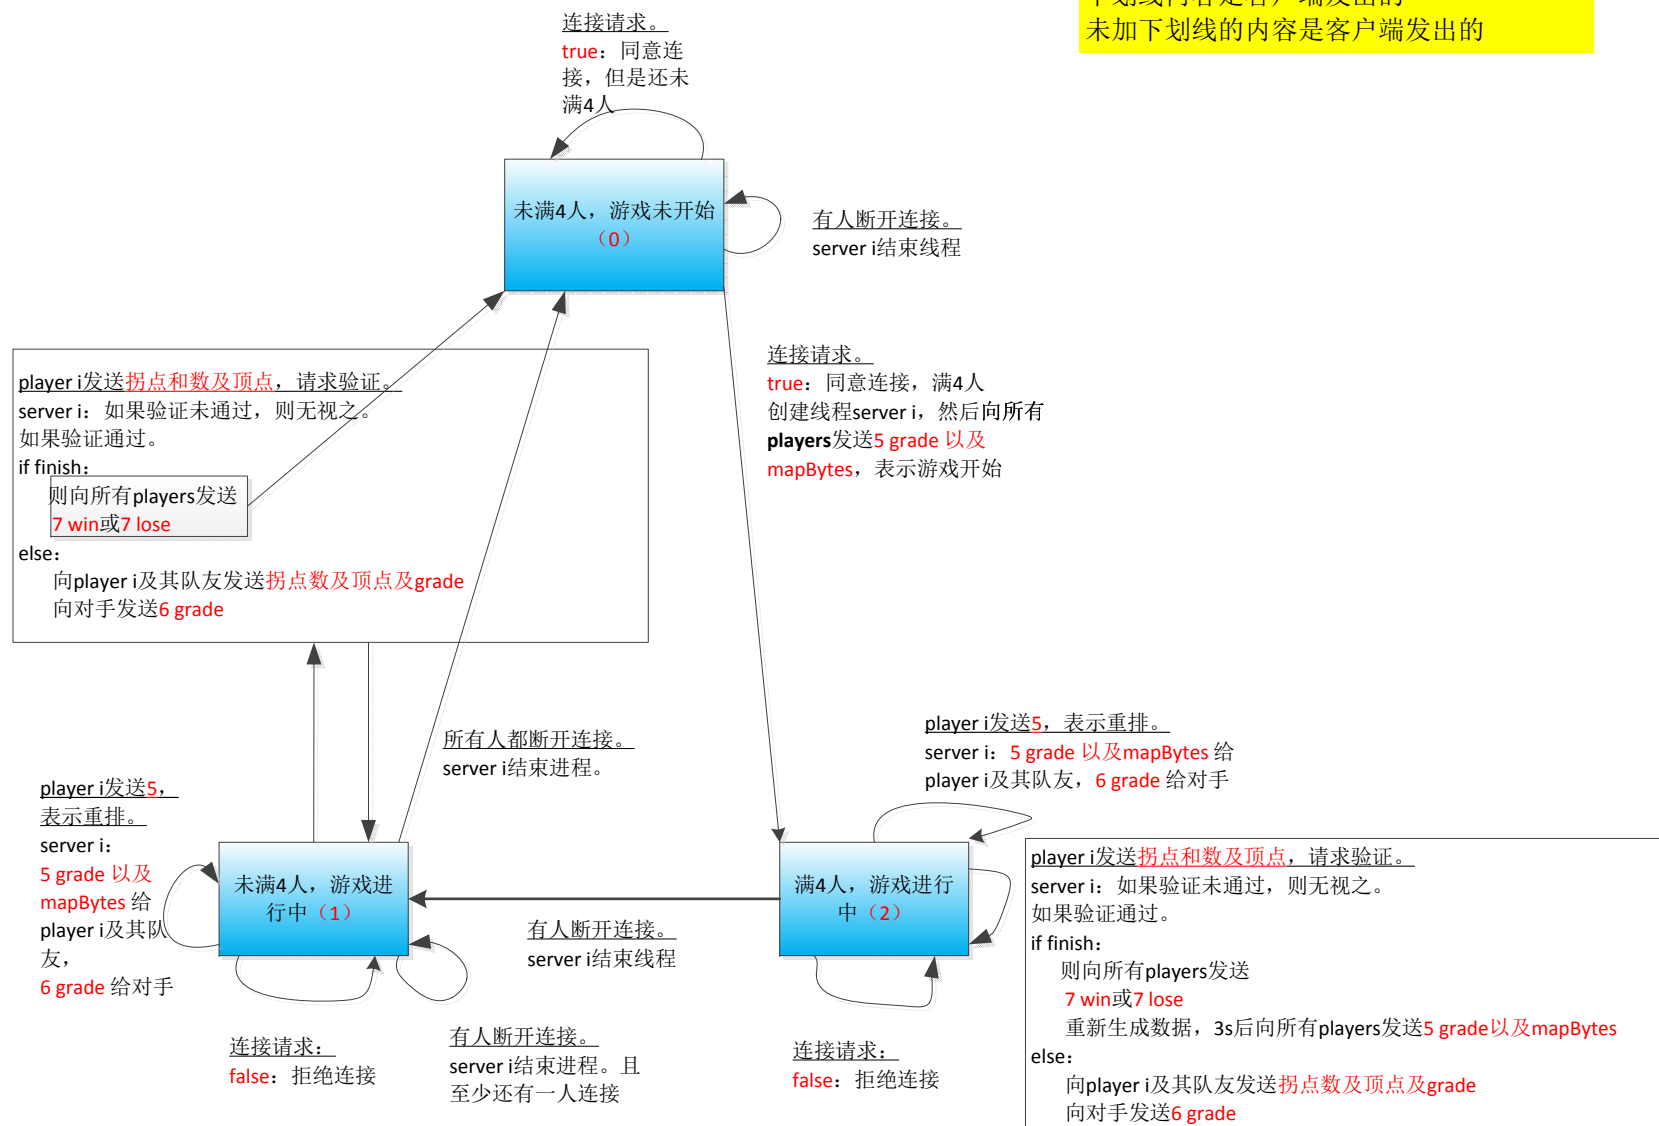 连接请求。
true：同意连
接，但是还未
满4人
下划线内容是客户端发出的
未加下划线的内容是客户端发出的
未满4人，游戏未开始
（0）
有人断开连接。
server i结束线程
连接请求。
true：同意连接，满4人
创建线程server i，然后向所有
players发送5 grade 以及
mapBytes，表示游戏开始
player i发送拐点和数及顶点，请求验证。
server i：如果验证未通过，则无视之。
如果验证通过。
if finish：
则向所有players发送
7 win或7 lose
else：
向player i及其队友发送拐点数及顶点及grade
向对手发送6 grade
所有人都断开连接。
server i结束进程。
player i发送5，表示重排。
server i：5 grade 以及mapBytes 给
player i及其队友，6 grade 给对手
player i发送5，
表示重排。
server i：
5 grade 以及
mapBytes 给
player i及其队
友，
6 grade 给对手
未满4人，游戏进
行中（1）
满4人，游戏进行
中（2）
有人断开连接。
server i结束线程
连接请求：
false：拒绝连接
有人断开连接。
server i结束进程。且
至少还有一人连接
连接请求：
false：拒绝连接
player i发送拐点和数及顶点，请求验证。
server i：如果验证未通过，则无视之。
如果验证通过。
if finish：
则向所有players发送
7 win或7 lose
重新生成数据，3s后向所有players发送5 grade以及mapBytes
else：
向player i及其队友发送拐点数及顶点及grade
向对手发送6 grade